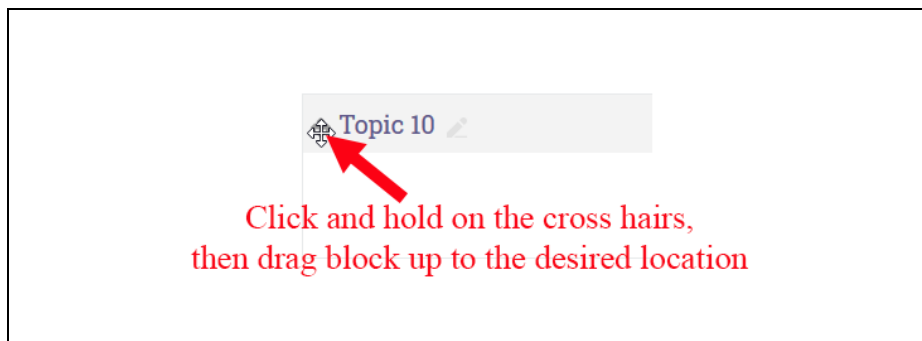 Topic 10
Click and hold on the cross hairs,
then drag block up to the desired location